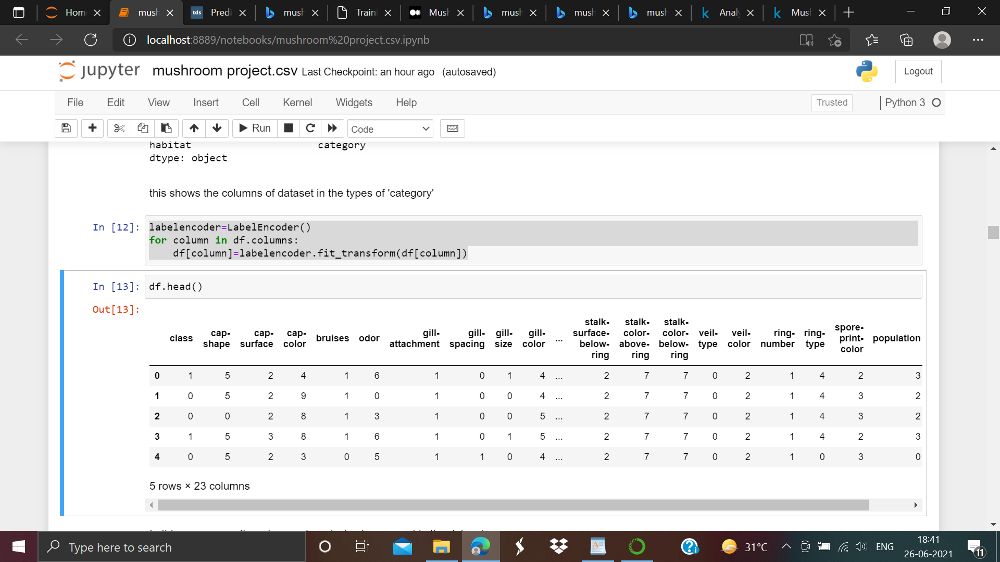 Hom
mush
tds Predi
mush
Traini
Mush
mush
mush
mush
Analy
Mush
localhost:8889/notebooks/mushroom%20project.csv.ipynb
jupyter mushroom project.csv Last Checkpoint: an hour ago (autosaved)
Logout
File Edit View Insert Cell Kernel Widgets Help
Trusted
Python 3
Run
Code
habitat category
dtype: object
this shows the columns of dataset in the types of 'category'
In [12]:
labelencoder=LabelEncoder()
for column in df.columns:
df[column]=labelencoder.fit_transform(df[column])
In [13]:
df.head()
Out[13]:
class cap-shape cap-surface cap-color bruises odor gill-attachment gill-spacing gill-size gill-color ... stalk-surface-below-ring stalk-color-above-ring stalk-color-below-ring veil-type veil-color ring-number ring-type spore-print-color population
0 1 5 2 4 1 6 1 0 1 4 ... 2 7 7 0 2 1 4 2 3
1 0 5 2 9 1 0 1 0 0 4 ... 2 7 7 0 2 1 4 3 2
2 0 0 2 8 1 3 1 0 0 5 ... 2 7 7 0 2 1 4 3 2
3 1 5 3 8 1 6 1 0 1 5 ... 2 7 7 0 2 1 4 2 3
4 0 5 2 3 0 5 1 1 0 4 ... 2 7 7 0 2 1 0 3 0
5 rows × 23 columns
Type here to search
31°C
ENG
18:41
26-06-2021
11